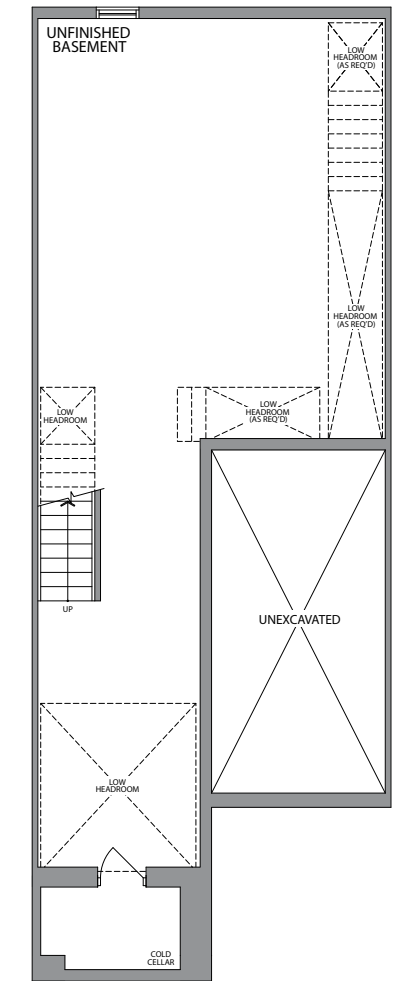 UNFINISHED
BASEMENT
LOW
HEADROOM
(AS REQ'D)
LOW
HEADROOM
(AS REQ'D)
LOW
HEADROOM
LOW
HEADROOM
(AS REQ'D)
UP
UNEXCAVATED
LOW
HEADROOM
COLD
CELLAR